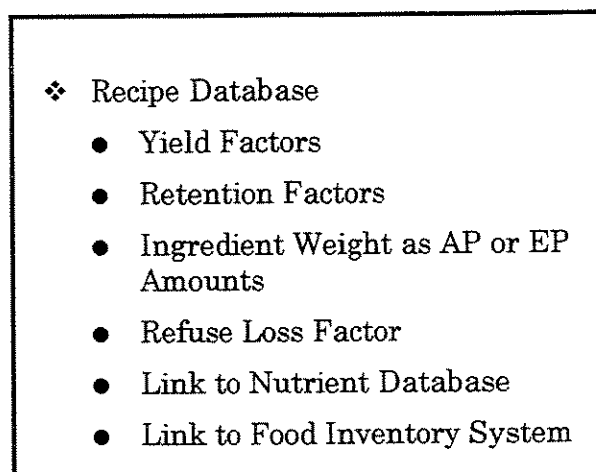 ❖ Recipe Database
● Yield Factors
● Retention Factors
● Ingredient Weight as AP or EP
Amounts
● Refuse Loss Factor
● Link to Nutrient Database
● Link to Food Inventory System